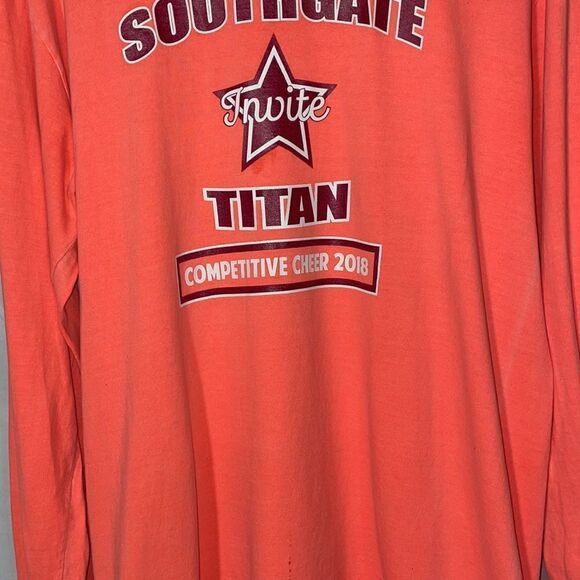 SOUTHGATE
Invite
TITAN
COMPETITIVE CHEER 2018